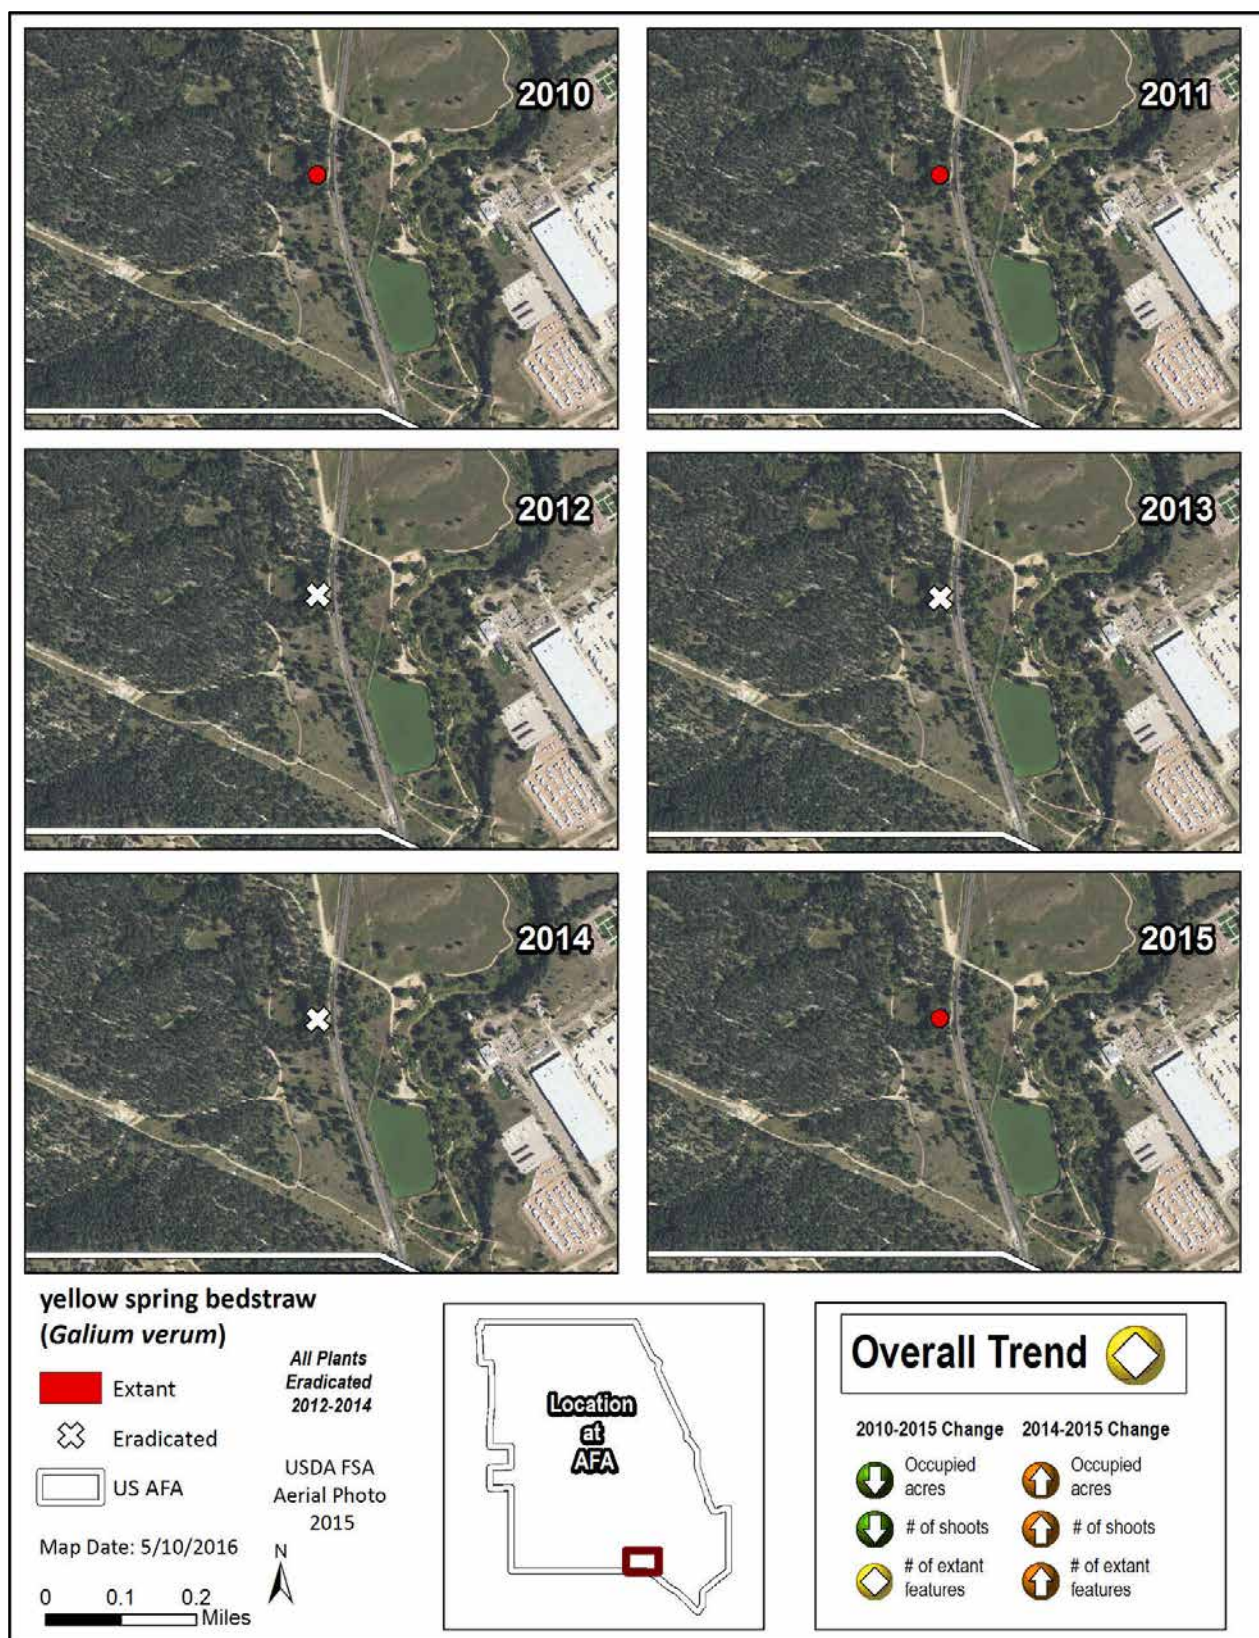 2010
2011
2012
2013
2014
2015
yellow spring bedstraw
(Galium verum)
Extant
Eradicated
US AFA
Map Date: 5/10/2016
0 0.1 0.2
Miles
All Plants
Eradicated
2012-2014
USDA FSA
Aerial Photo
2015
N
Location
at
AFA
Overall Trend
2010-2015 Change
Occupied
acres
# of shoots
# of extant
features
2014-2015 Change
Occupied
acres
# of shoots
# of extant
features